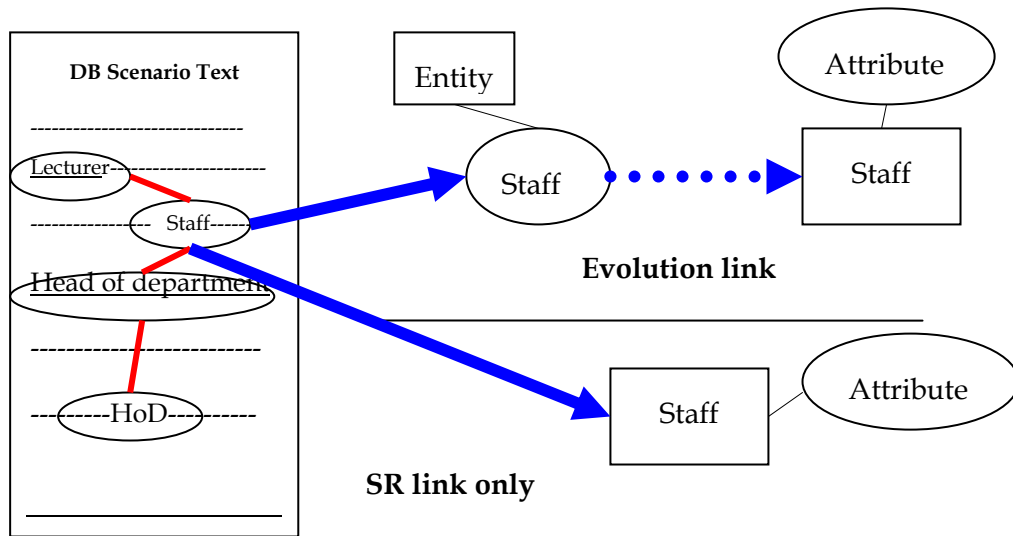 DB Scenario Text
Lecturer
Staff
Head of department
HoD
Entity
Staff
Attribute
Staff
Evolution link
Staff
Attribute
SR link only